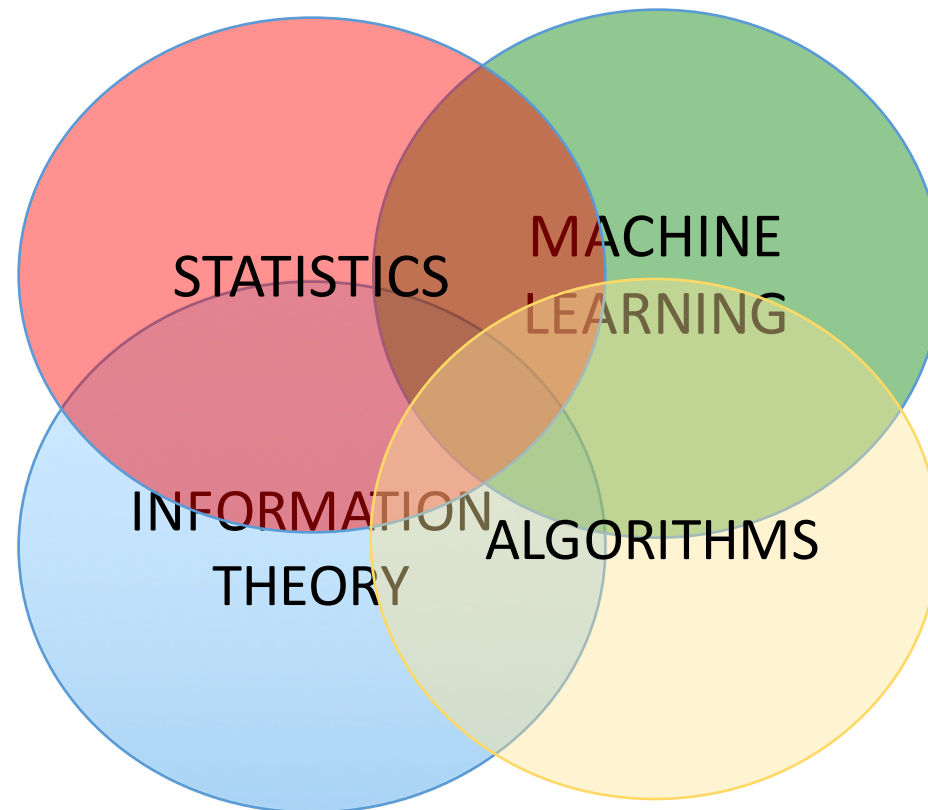 STATISTICS
MACHINE
LEARNING
INFORMATION
THEORY
ALGORITHMS